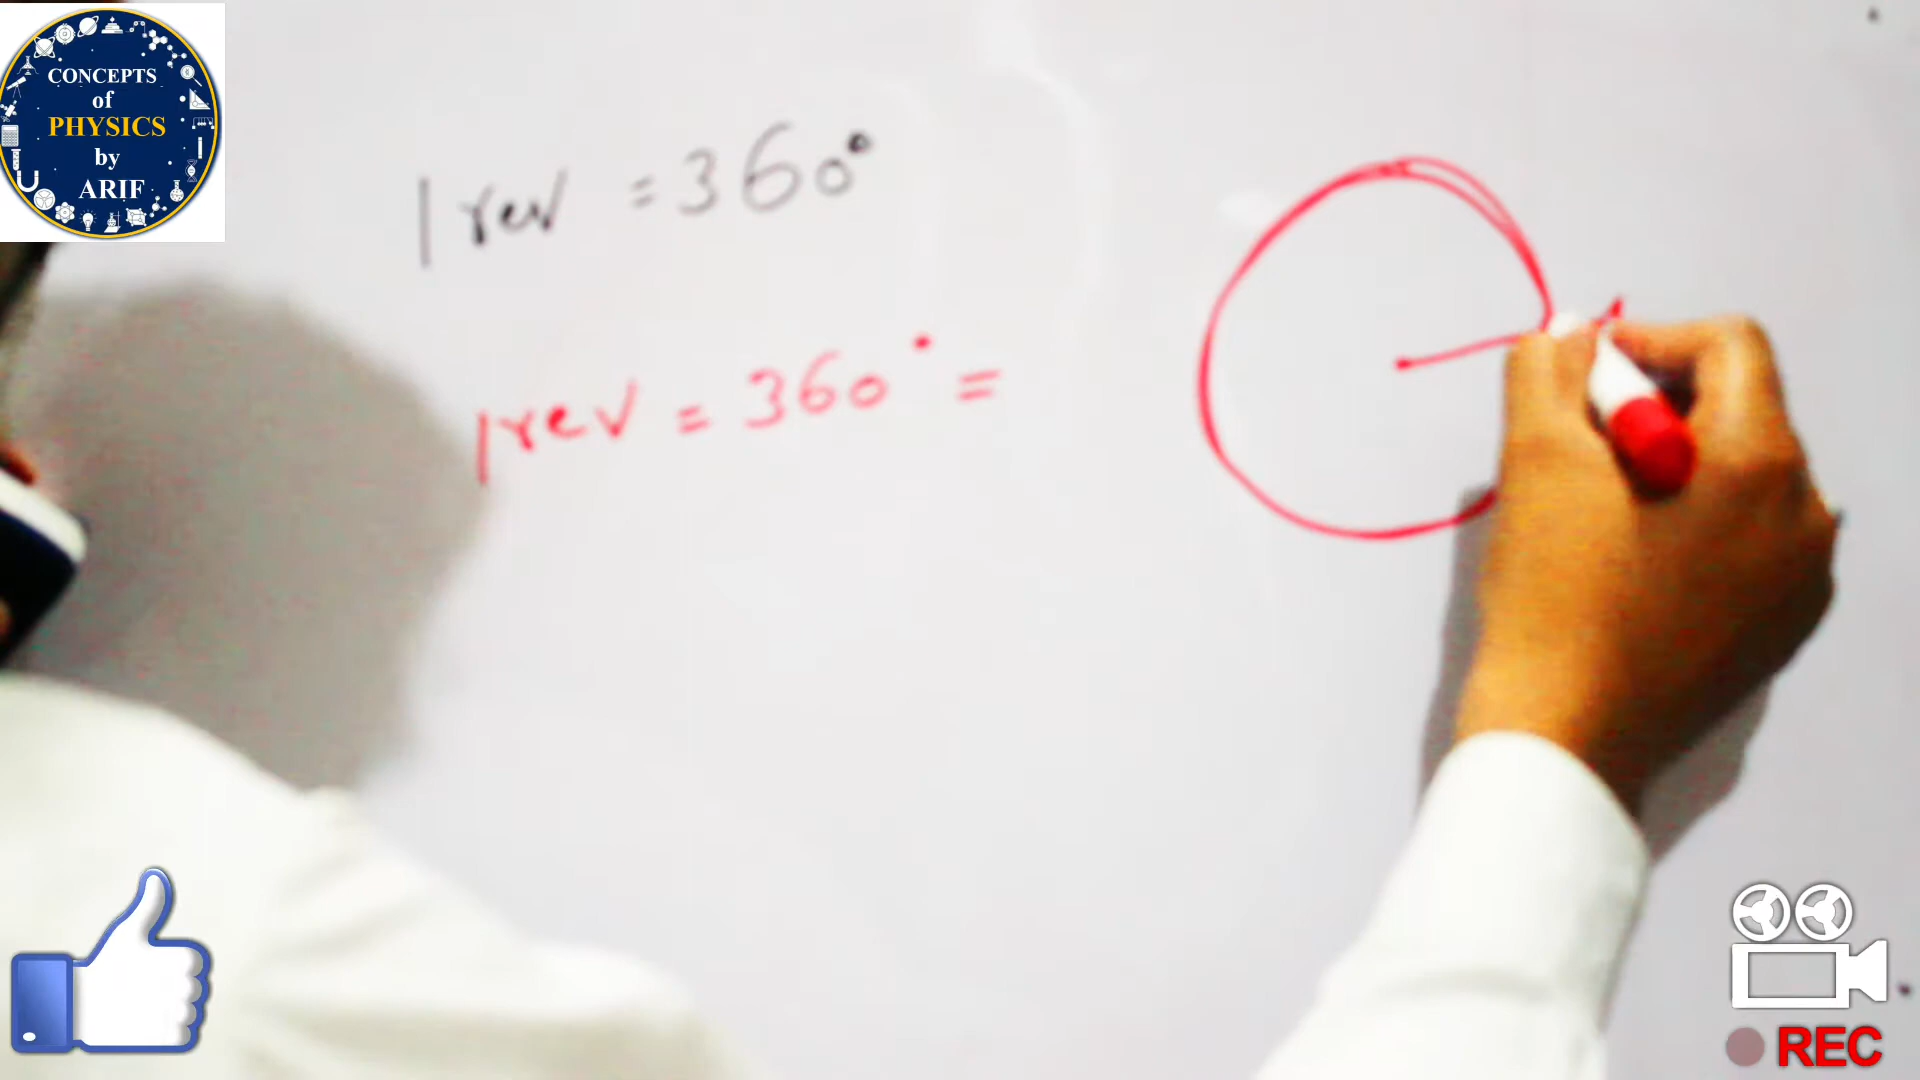 CONCEPTS
of
PHYSICS
by
ARIF
1 rev = 360°
1 rev = 360° =
REC